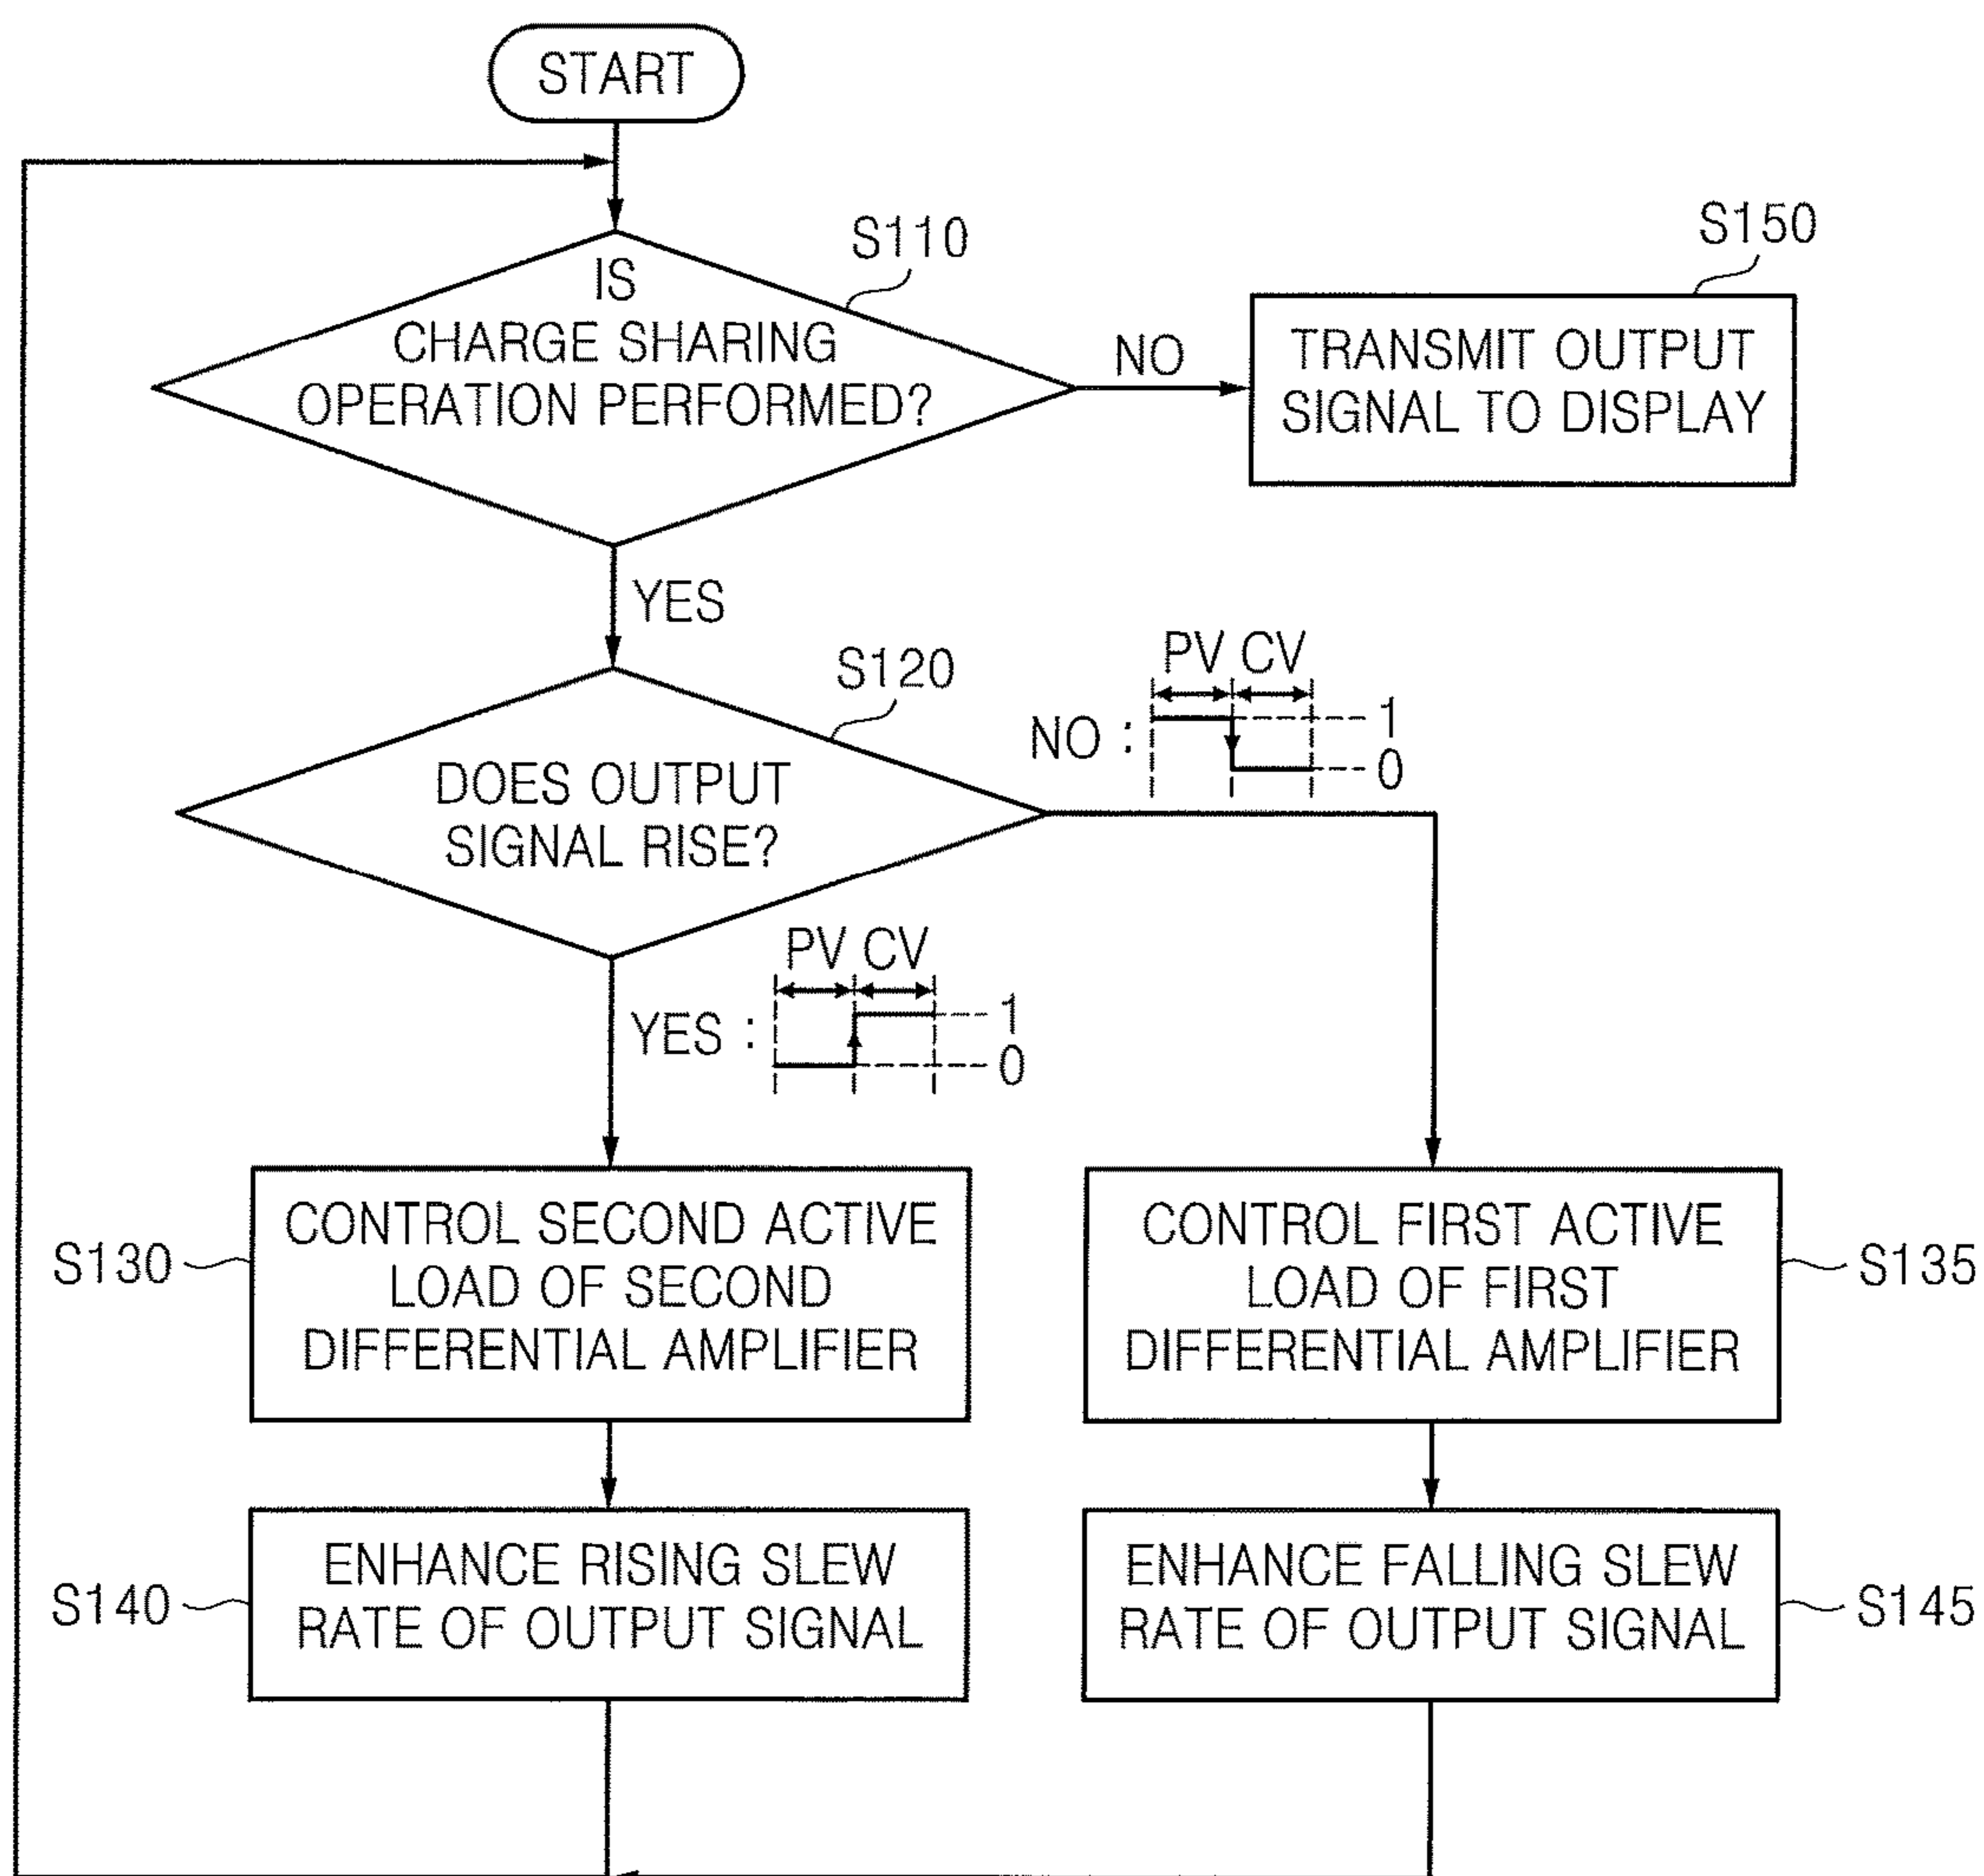 START
S110
IS
CHARGE SHARING
OPERATION PERFORMED?
NO
S150
TRANSMIT OUTPUT
SIGNAL TO DISPLAY
YES
S120
DOES OUTPUT
SIGNAL RISE?
PV CV
NO :
1
0
PV CV
YES :
1
0
S130
CONTROL SECOND ACTIVE
LOAD OF SECOND
DIFFERENTIAL AMPLIFIER
CONTROL FIRST ACTIVE
LOAD OF FIRST
DIFFERENTIAL AMPLIFIER
S135
S140
ENHANCE RISING SLEW
RATE OF OUTPUT SIGNAL
ENHANCE FALLING SLEW
RATE OF OUTPUT SIGNAL
S145